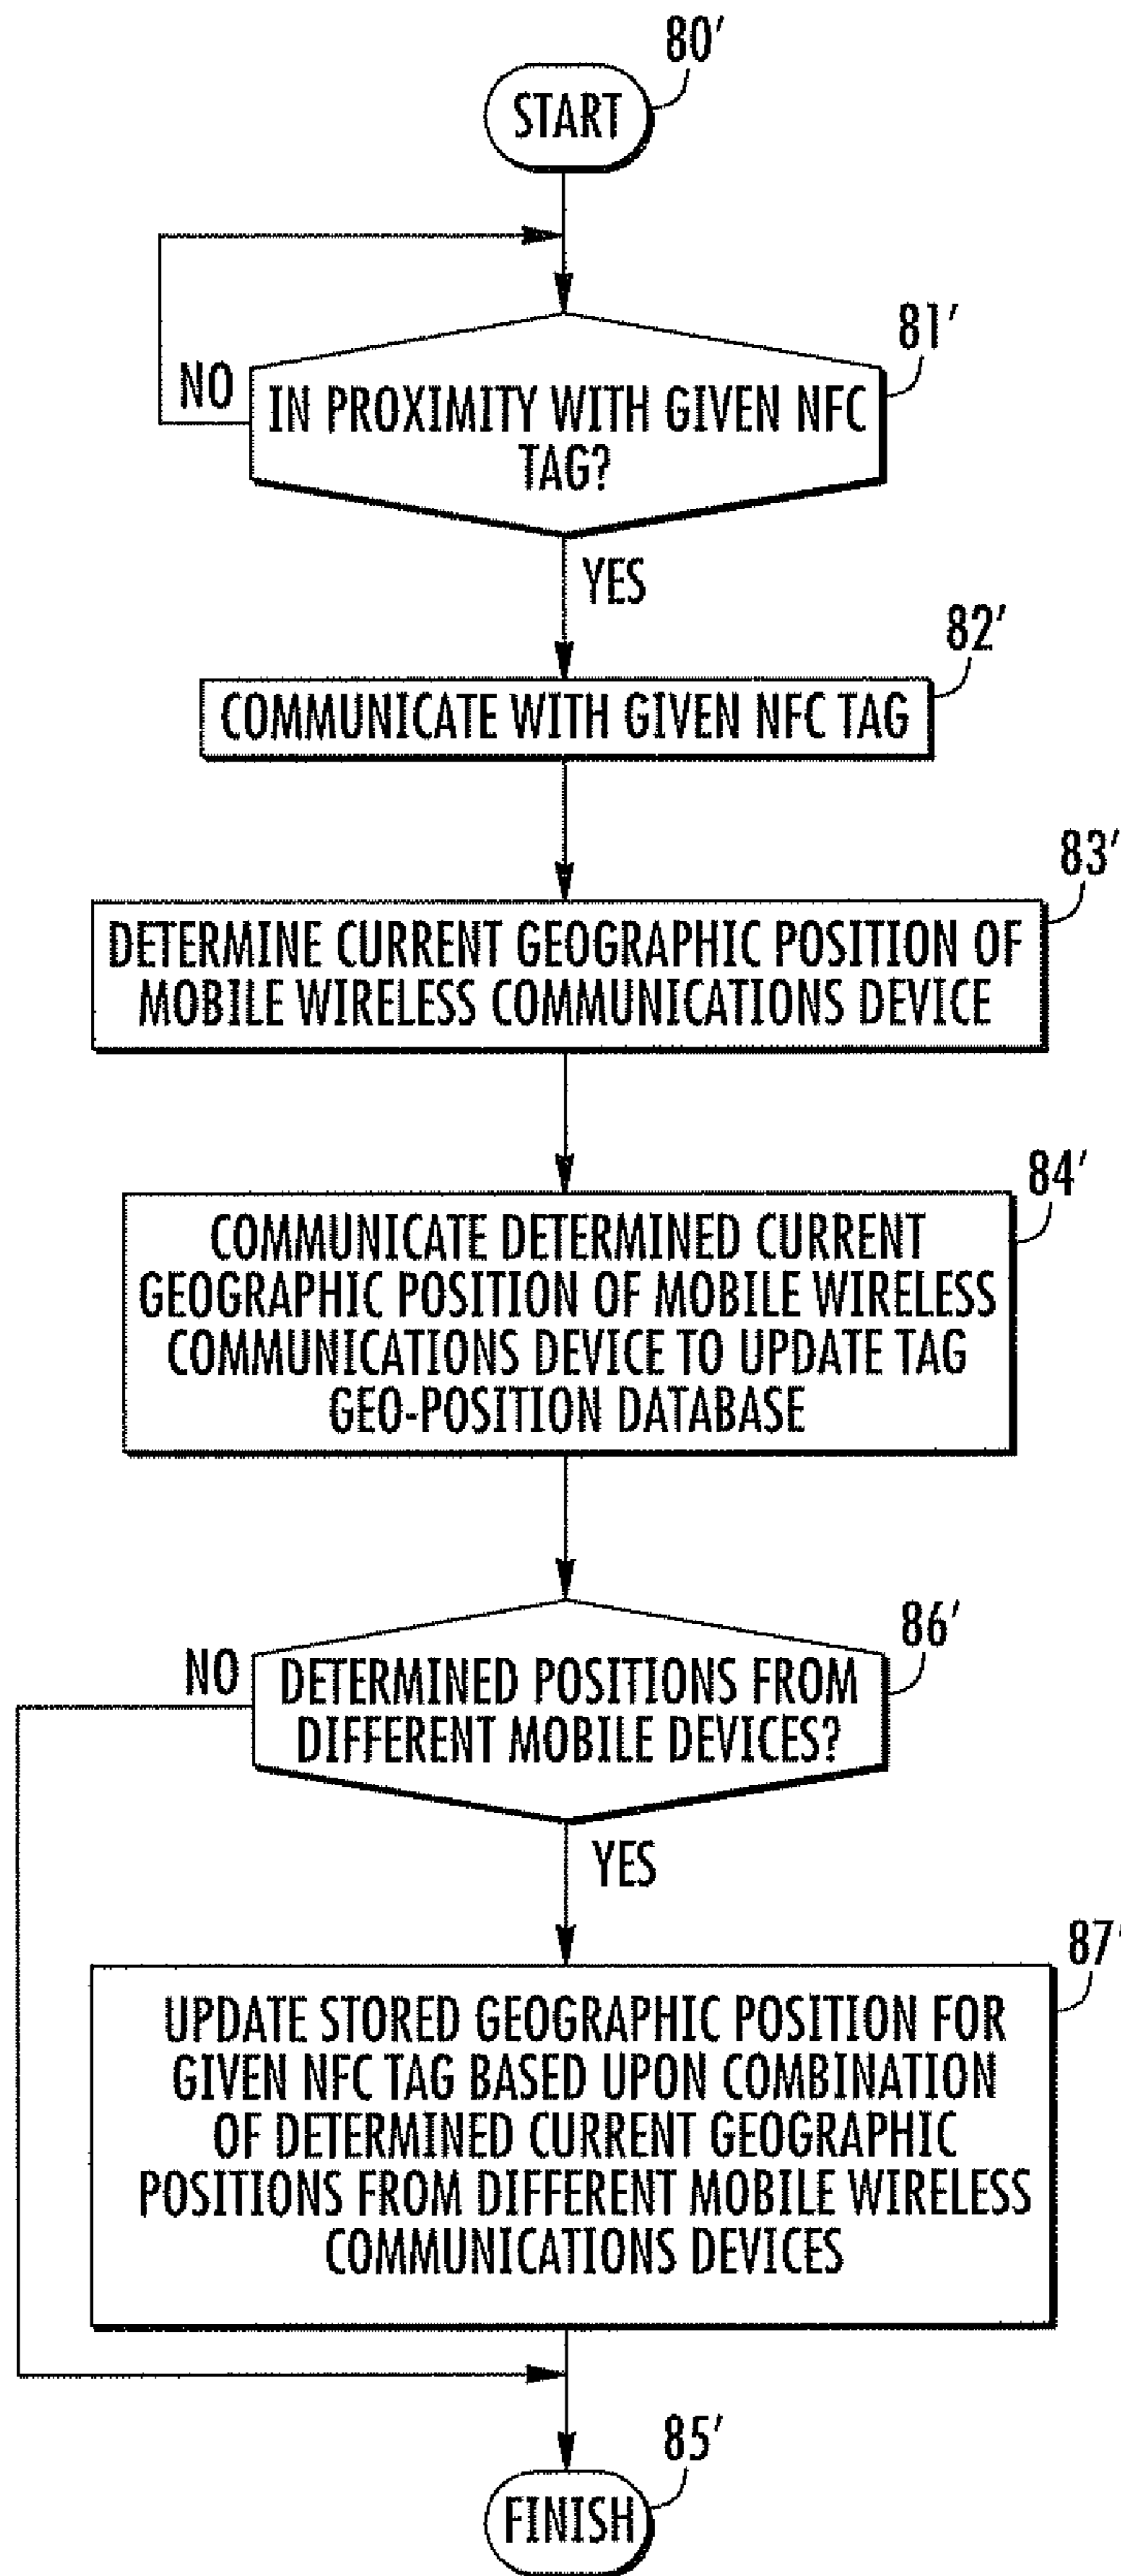 80'
START
81'
NO
IN PROXIMITY WITH GIVEN NFC
TAG?
YES
82'
COMMUNICATE WITH GIVEN NFC TAG
83'
DETERMINE CURRENT GEOGRAPHIC POSITION OF
MOBILE WIRELESS COMMUNICATIONS DEVICE
84'
COMMUNICATE DETERMINED CURRENT
GEOGRAPHIC POSITION OF MOBILE WIRELESS
COMMUNICATIONS DEVICE TO UPDATE TAG
GEO-POSITION DATABASE
86'
NO
DETERMINED POSITIONS FROM
DIFFERENT MOBILE DEVICES?
YES
87'
UPDATE STORED GEOGRAPHIC POSITION FOR
GIVEN NFC TAG BASED UPON COMBINATION
OF DETERMINED CURRENT GEOGRAPHIC
POSITIONS FROM DIFFERENT MOBILE WIRELESS
COMMUNICATIONS DEVICES
85'
FINISH